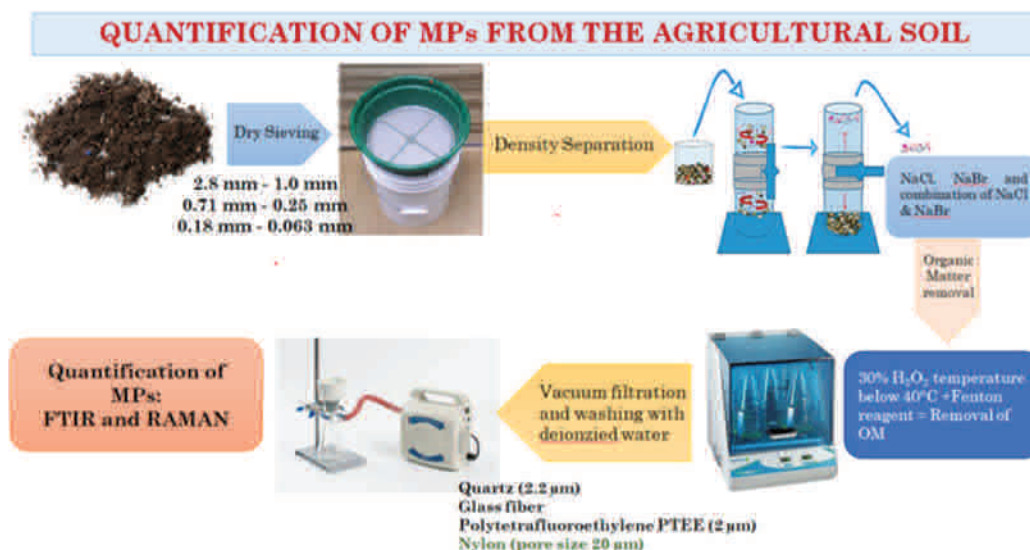 QUANTIFICATION OF MPs FROM THE AGRICULTURAL SOIL
Dry Sieving
2.8 mm - 1.0 mm
0.71 mm - 0.25 mm
0.18 mm - 0.063 mm
Density Separation
NaCl, NaBr and
combination of NaCl
& NaBr
Organic
Matter
removal
30% H₂O₂ temperature
below 40°C +Fenton
reagent = Removal of
OM
Vacuum filtration
and washing with
deionzied water
Quartz (2.2 µm)
Glass fiber
Polytetrafluoroethylene PTEE (2 µm)
Nylon (pore size 20 µm)
Quantification of
MPs:
FTIR and RAMAN